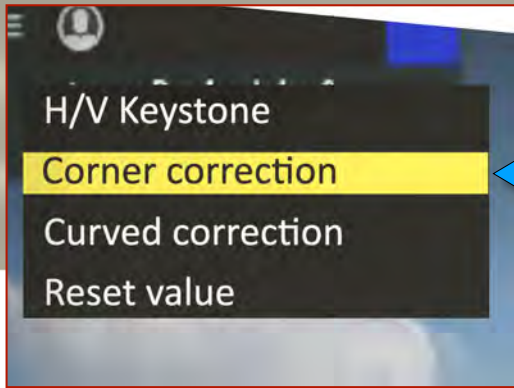 H/V Keystone
Corner correction
Curved correction
Reset value